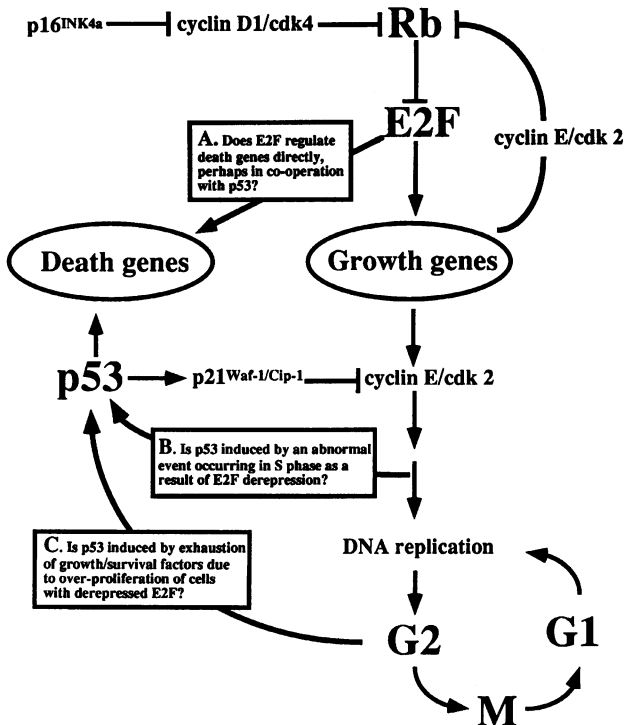 p16INK4a cyclin D1/cdk4 Rb
E2F
cyclin E/cdk 2
A. Does E2F regulate
death genes directly,
perhaps in co-operation
with p53?
Death genes
Growth genes
p53 p21Waf-1/Cip-1 cyclin E/cdk 2
B. Is p53 induced by an abnormal
event occurring in S phase as a
result of E2F derepression?
C. Is p53 induced by exhaustion
of growth/survival factors due
to over-proliferation of cells
with derepressed E2F?
DNA replication
G2
G1
M